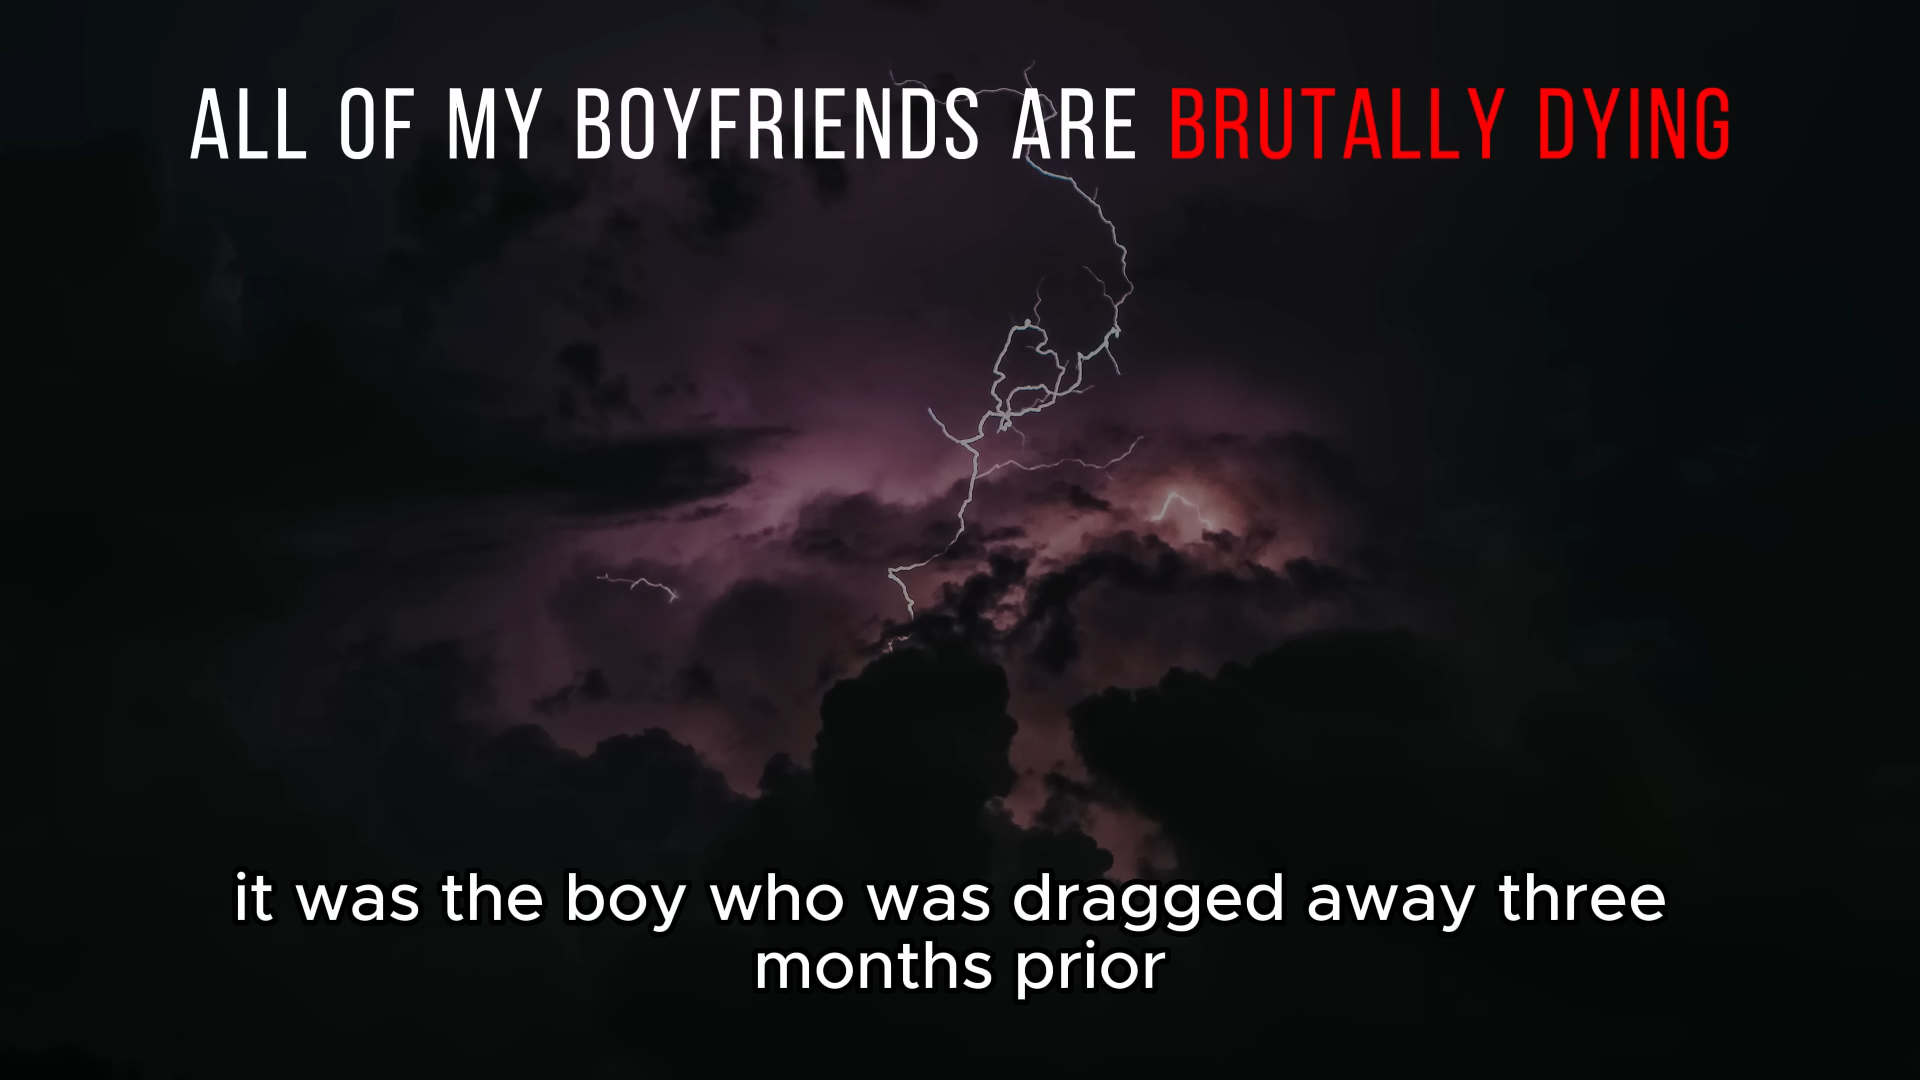 ALL OF MY BOYFRIENDS ARE BRUTALLY DYING
it was the boy who was dragged away three
months prior